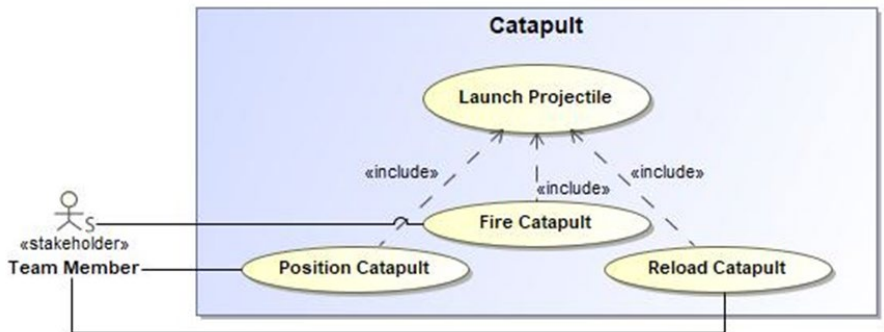 Catapult
Launch Projectile
«include»
«include»
«include»
Fire Catapult
S
«stakeholder»
Team Member
Position Catapult
Reload Catapult